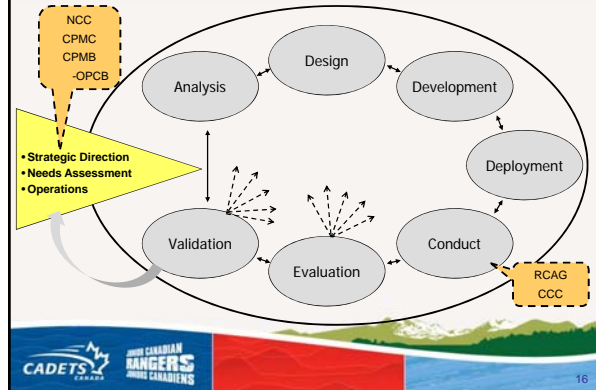 NCC
CPMC
CPMB
-OPCB
Design
Analysis
Development
• Strategic Direction
• Needs Assessment
• Operations
Deployment
Validation
Conduct
Evaluation
RCAG
CCC
CADETS
CANADA
JUNIOR CANADIAN
RANGERS
JUNIORS CANADIENS
16